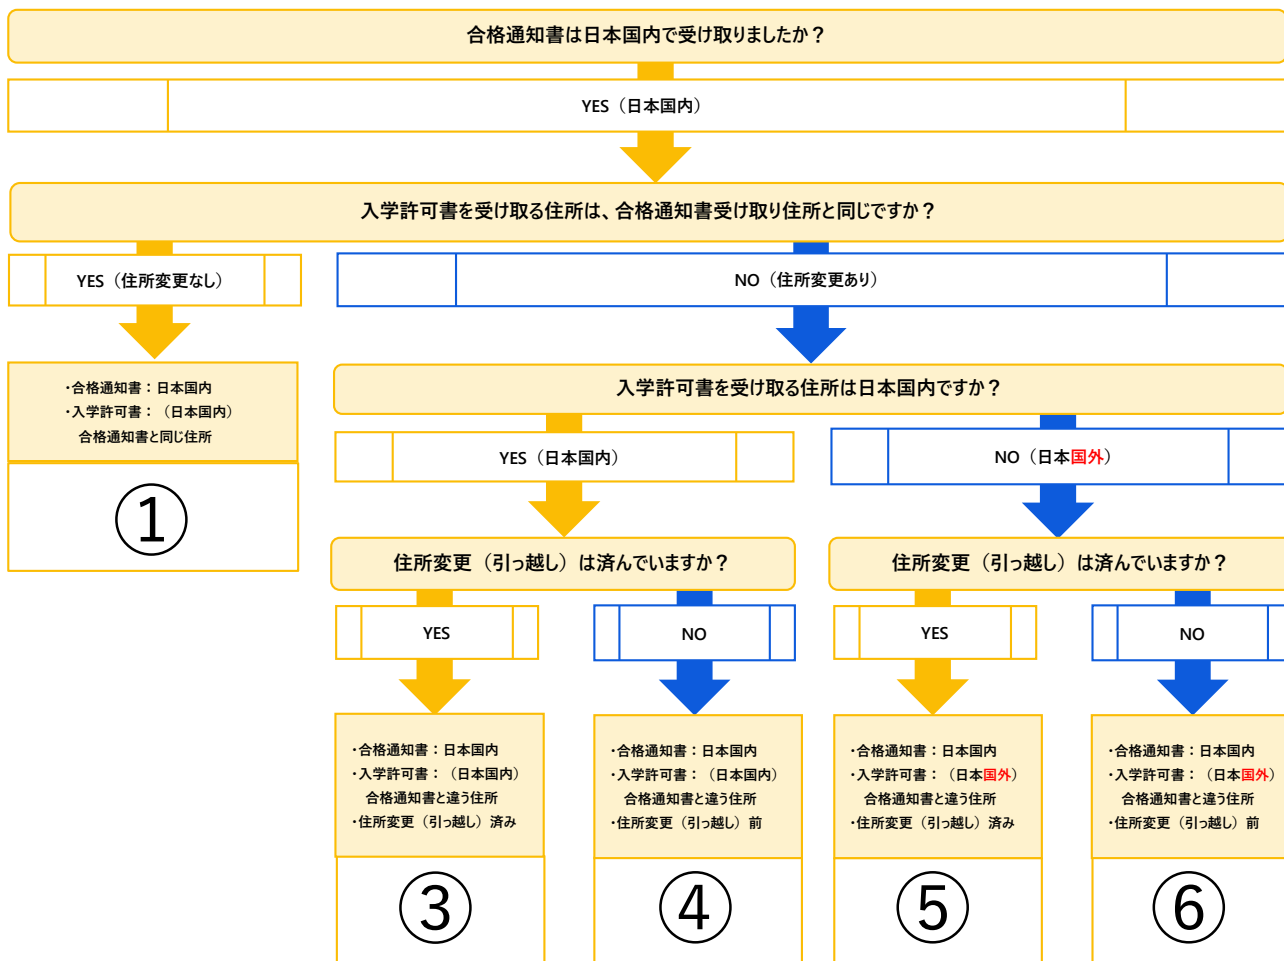 合格通知書は日本国内で受け取りましたか？
YES（日本国内）
入学許可書を受け取る住所は、合格通知書受け取り住所と同じですか？
YES（住所変更なし）
NO（住所変更あり）
・合格通知書：日本国内
・入学許可書：（日本国内）
合格通知書と同じ住所
①
入学許可書を受け取る住所は日本国内ですか？
YES（日本国内）
NO（日本国外）
住所変更（引っ越し）は済んでいますか？
住所変更（引っ越し）は済んでいますか？
YES
NO
YES
NO
・合格通知書：日本国内
・入学許可書：（日本国内）
合格通知書と違う住所
・住所変更（引っ越し）済み
③
・合格通知書：日本国内
・入学許可書：（日本国内）
合格通知書と違う住所
・住所変更（引っ越し）前
④
・合格通知書：日本国内
・入学許可書：（日本国外）
合格通知書と違う住所
・住所変更（引っ越し）済み
⑤
・合格通知書：日本国内
・入学許可書：（日本国外）
合格通知書と違う住所
・住所変更（引っ越し）前
⑥